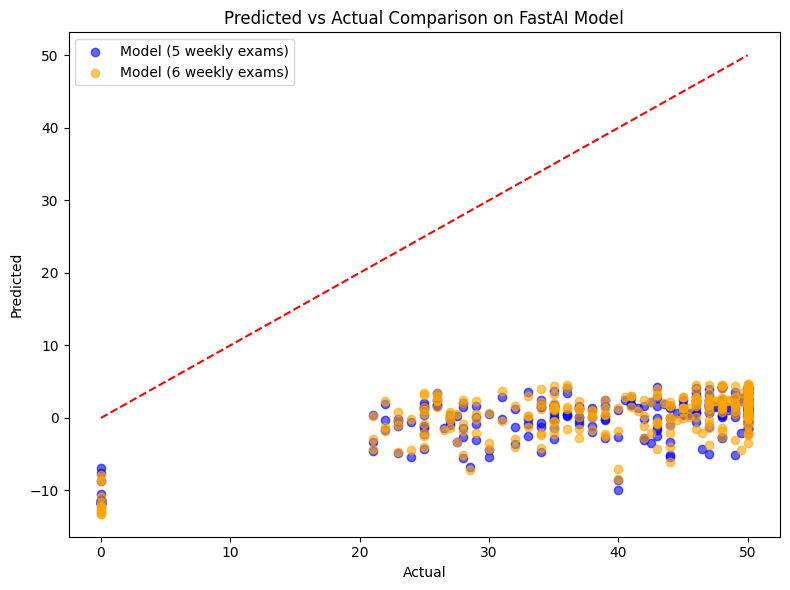 Predicted vs Actual Comparison on FastAI Model
Model (5 weekly exams)
Model (6 weekly exams)
50
40
30
20
10
0
−10
Predicted
0
10
20
30
40
50
Actual